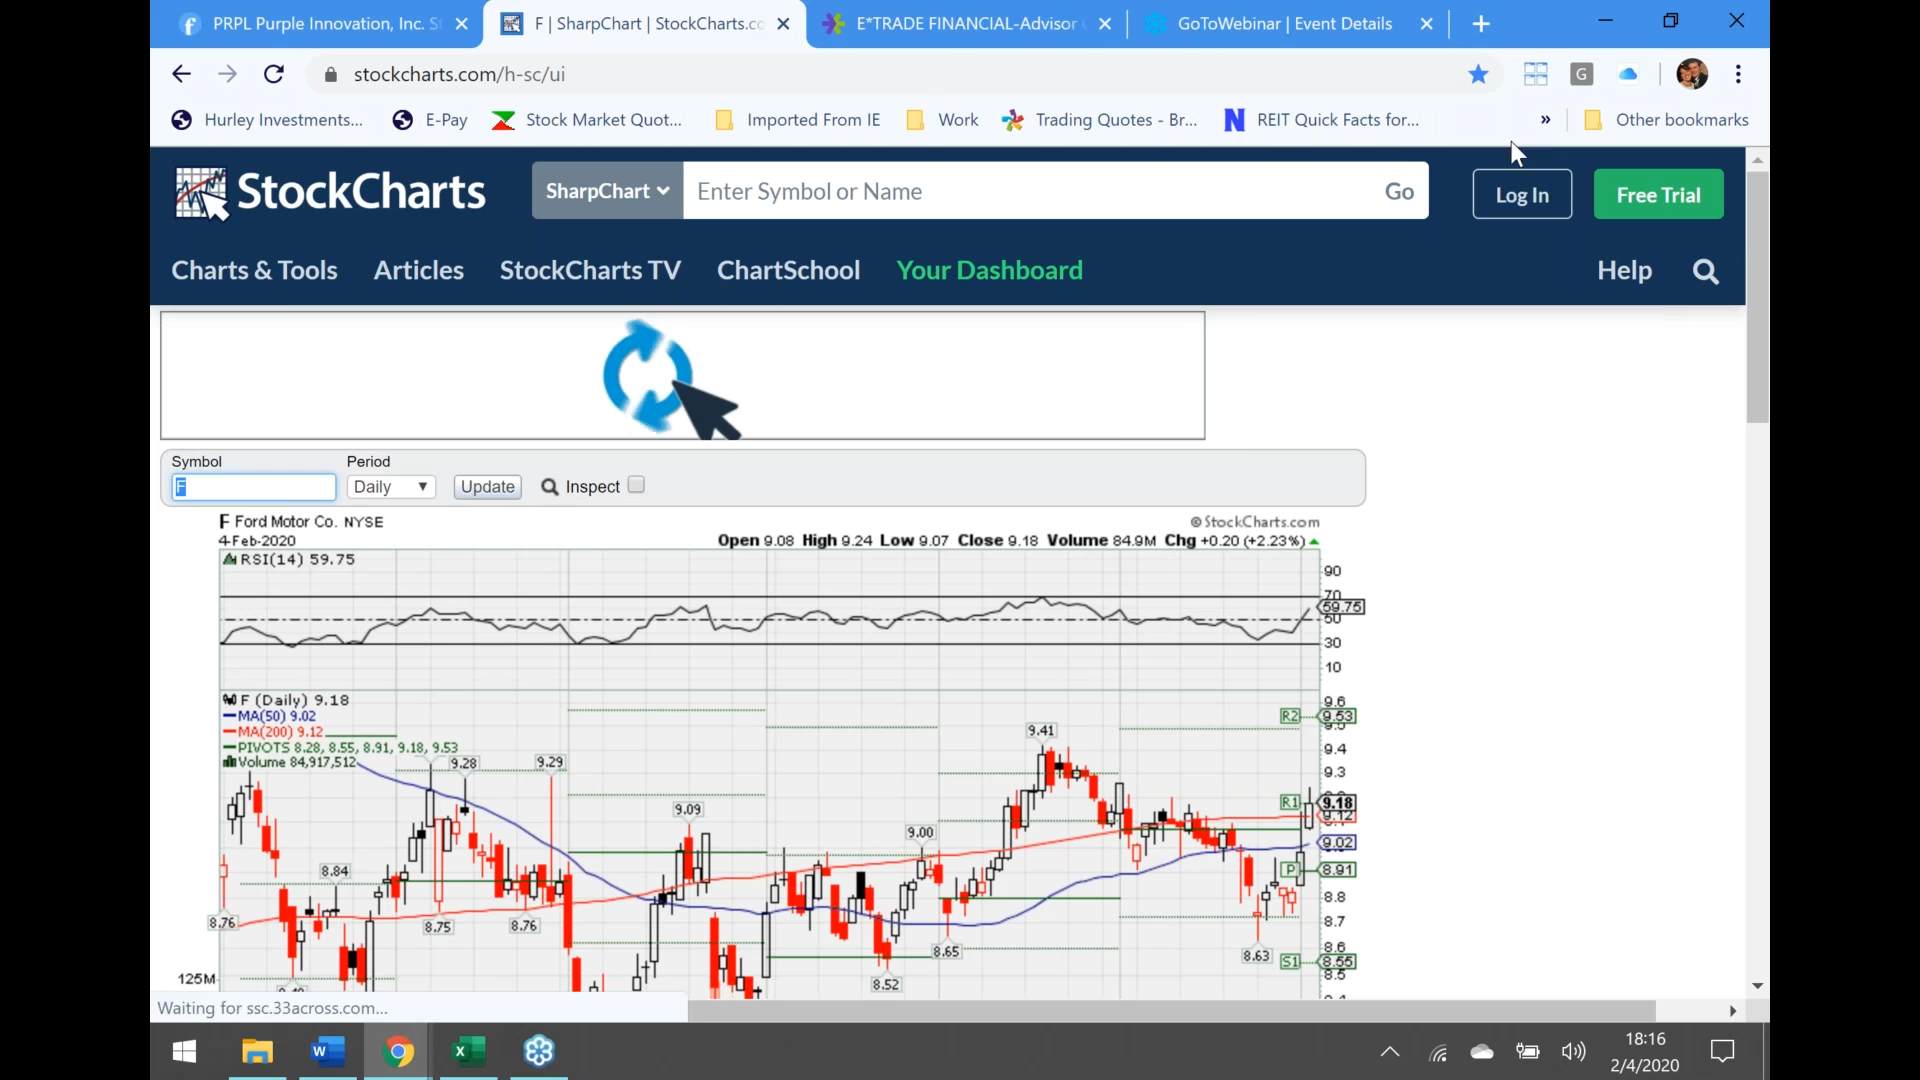 PRPL Purple Innovation, Inc. St
F | SharpChart | StockCharts.co
E*TRADE FINANCIAL-Advisor
GoToWebinar | Event Details
stockcharts.com/h-sc/ui
G
Hurley Investments...
E-Pay
Stock Market Quot...
Imported From IE
Work
Trading Quotes - Br...
N REIT Quick Facts for...
»
Other bookmarks
StockCharts
SharpChart
Enter Symbol or Name
Go
Log In
Free Trial
Charts & Tools
Articles
StockCharts TV
ChartSchool
Your Dashboard
Help
Symbol
Period
F
Daily
Update
Inspect
F Ford Motor Co. NYSE
© StockCharts.com
4-Feb-2020
Open 9.08 High 9.24 Low 9.07 Close 9.18 Volume 84.9M Chg +0.20 (+2.23%)
RSI(14) 59.75
90
70
59.75
50
30
10
F (Daily) 9.18
MA(50) 9.02
MA(200) 9.12
PIVOTS 8.28, 8.55, 8.91, 9.18, 9.53
Volume 84,917,512
9.6
R2
9.53
9.5
9.41
9.4
9.28
9.29
9.3
9.09
R1
9.18
9.12
9.00
9.02
8.84
P
8.91
8.8
8.76
8.75
8.76
8.7
8.65
8.6
8.63
S1
8.55
8.5
125M
8.52
Waiting for ssc.33across.com...
W
X
18:16
2/4/2020